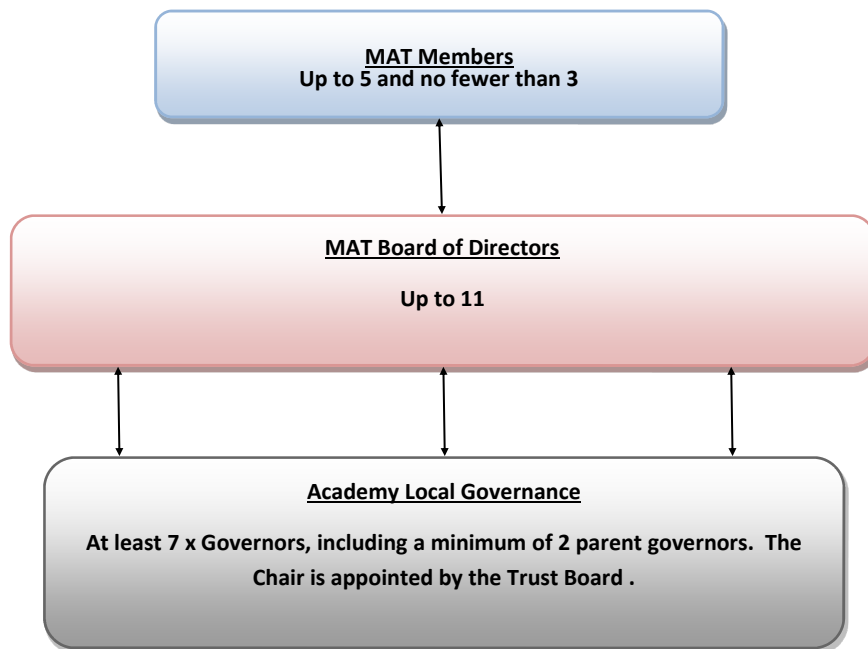 MAT Members
Up to 5 and no fewer than 3
MAT Board of Directors
Up to 11
Academy Local Governance
At least 7 x Governors, including a minimum of 2 parent governors.  The
Chair is appointed by the Trust Board .